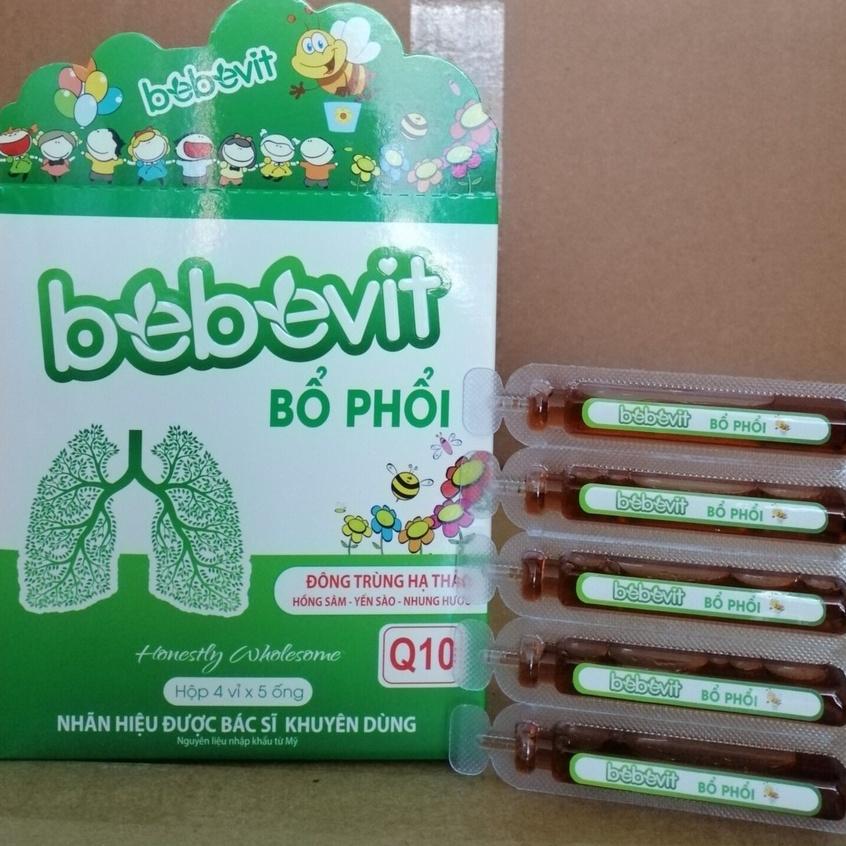 bebevit
bebevit
BỔ PHỔI
ĐÔNG TRÙNG HẠ THẢO
HỒNG SÂM - YẾN SÀO - NHUNG HƯƠU
Honestly Wholesome
Q10
Hộp 4 vỉ x 5 ống
NHÃN HIỆU ĐƯỢC BÁC SĨ KHUYÊN DÙNG
Nguyên liệu nhập khẩu từ Mỹ
bebevit BỔ PHỔI
bebevit BỔ PHỔI
bebevit BỔ PHỔI
bebevit BỔ PHỔI
bebevit BỔ PHỔI